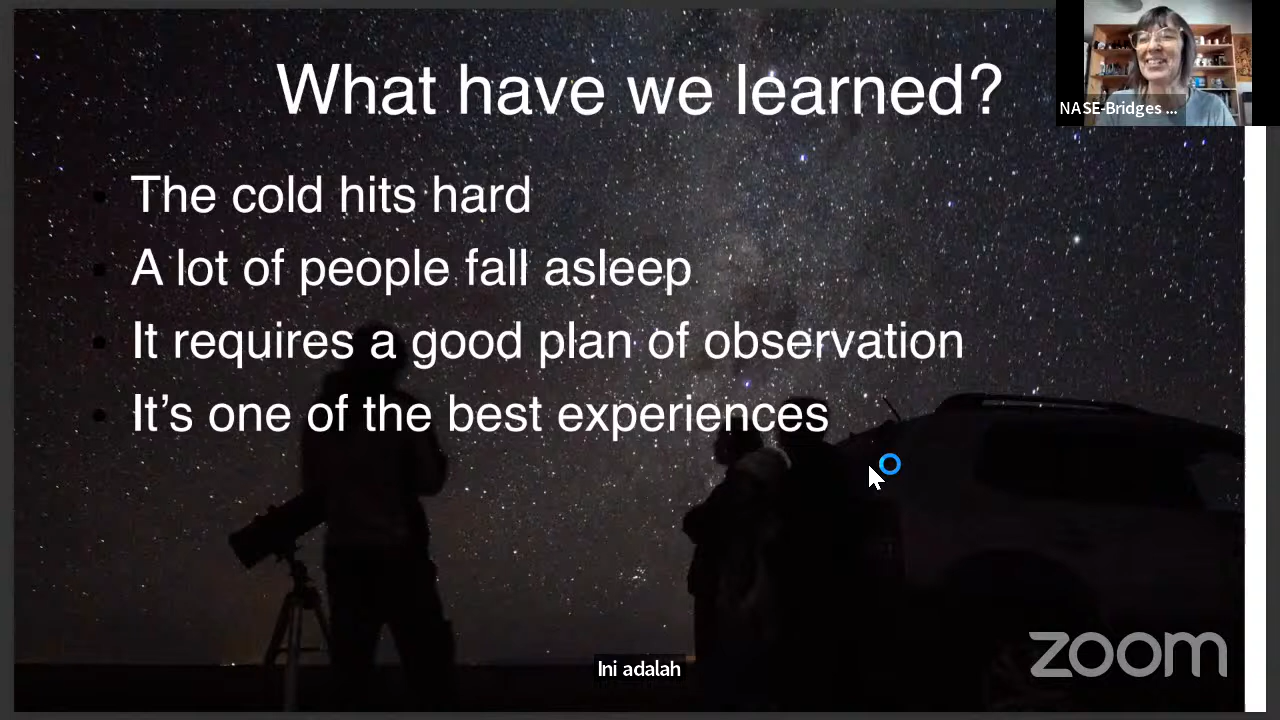 What have we learned?
NASE-Bridges ...
The cold hits hard
A lot of people fall asleep
It requires a good plan of observation
It’s one of the best experiences
zoom
Ini adalah